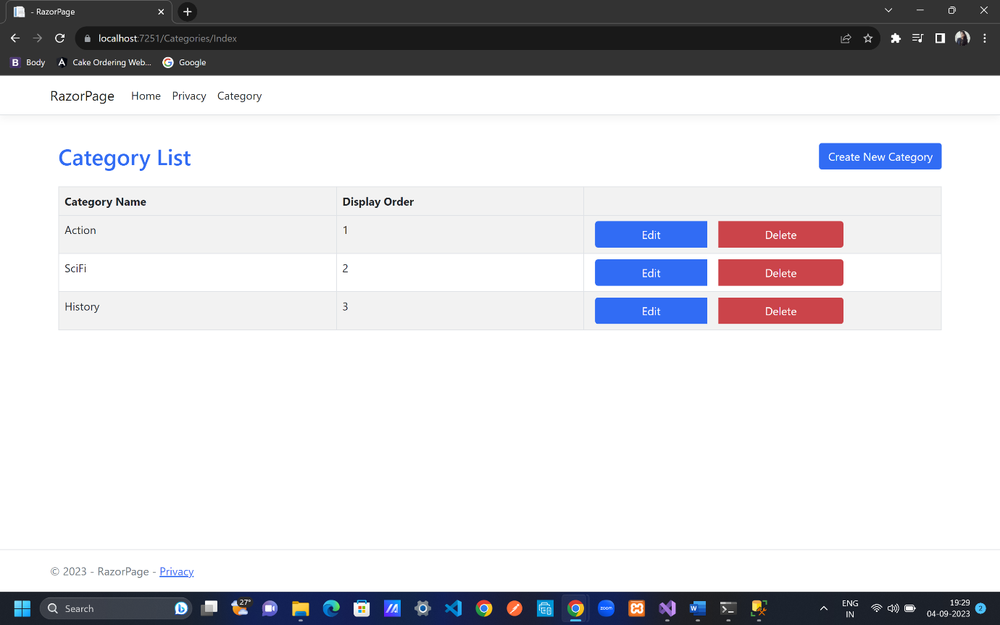 - RazorPage
localhost:7251/Categories/Index
B Body A Cake Ordering Web... G Google
RazorPage Home Privacy Category
Category List Create New Category
Category Name Display Order
Action 1 Edit Delete
SciFi 2 Edit Delete
History 3 Edit Delete
© 2023 - RazorPage - Privacy
Search 27° zoom W ENG IN 19:29 04-09-2023 2